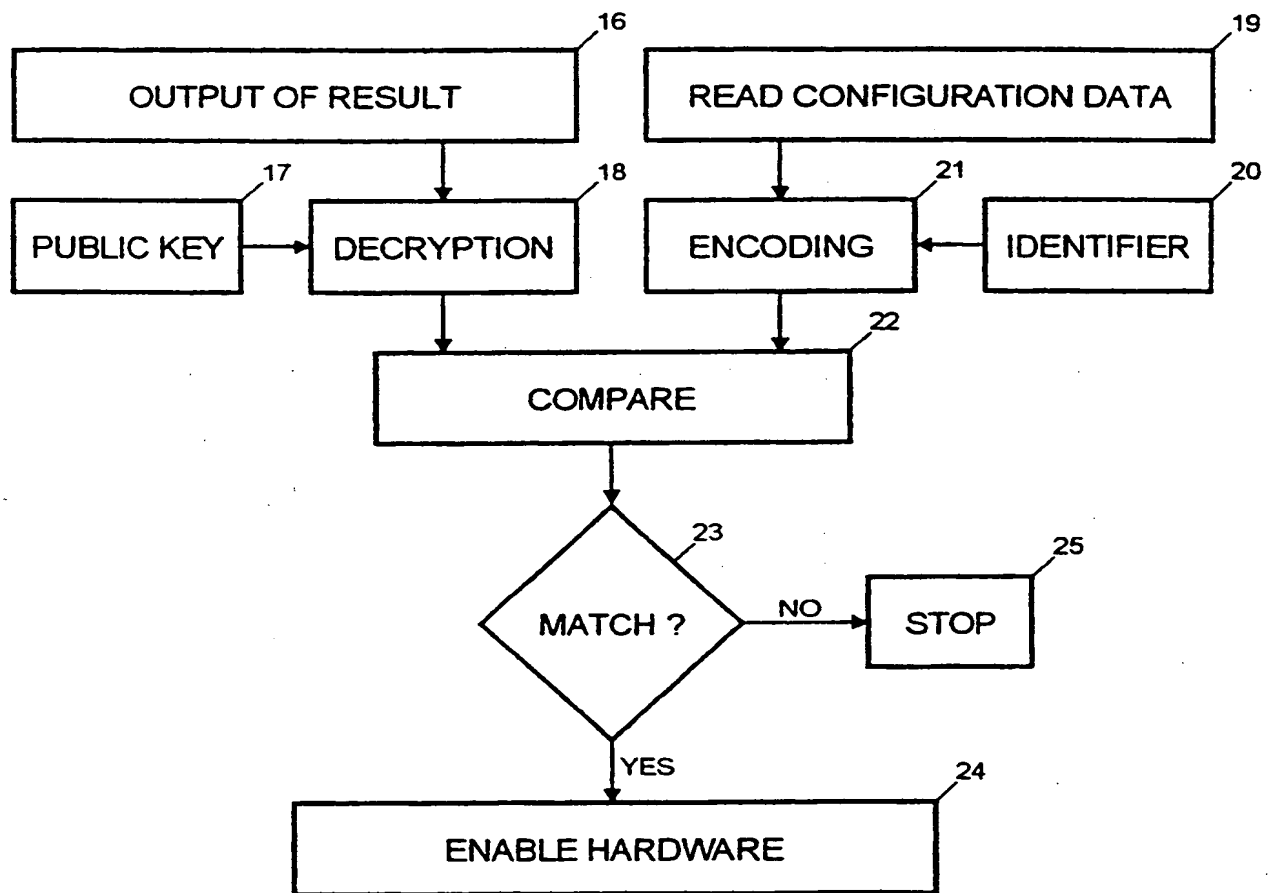 16
OUTPUT OF RESULT
19
READ CONFIGURATION DATA
17
PUBLIC KEY
18
DECRYPTION
21
ENCODING
20
IDENTIFIER
22
COMPARE
23
MATCH ?
NO
25
STOP
YES
24
ENABLE HARDWARE